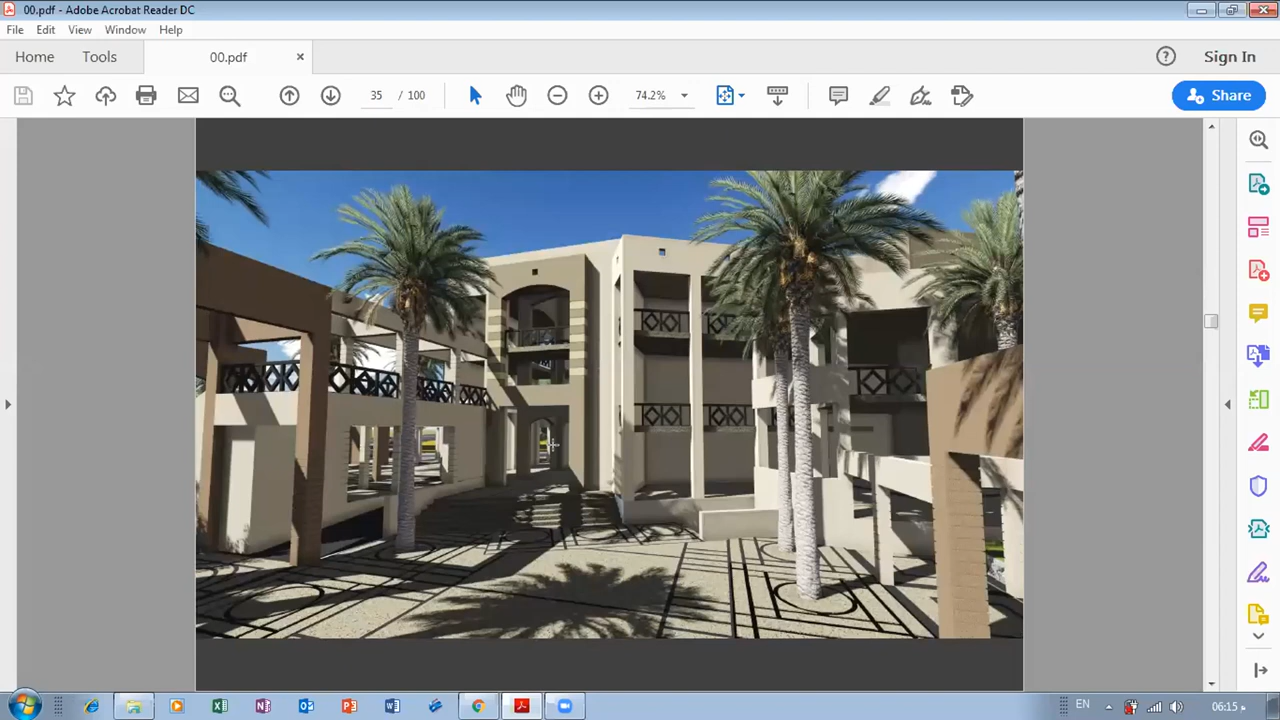 00.pdf - Adobe Acrobat Reader DC
File Edit View Window Help
Home Tools 00.pdf × Sign In
35 / 100 74.2% Share
EN 06:15 م